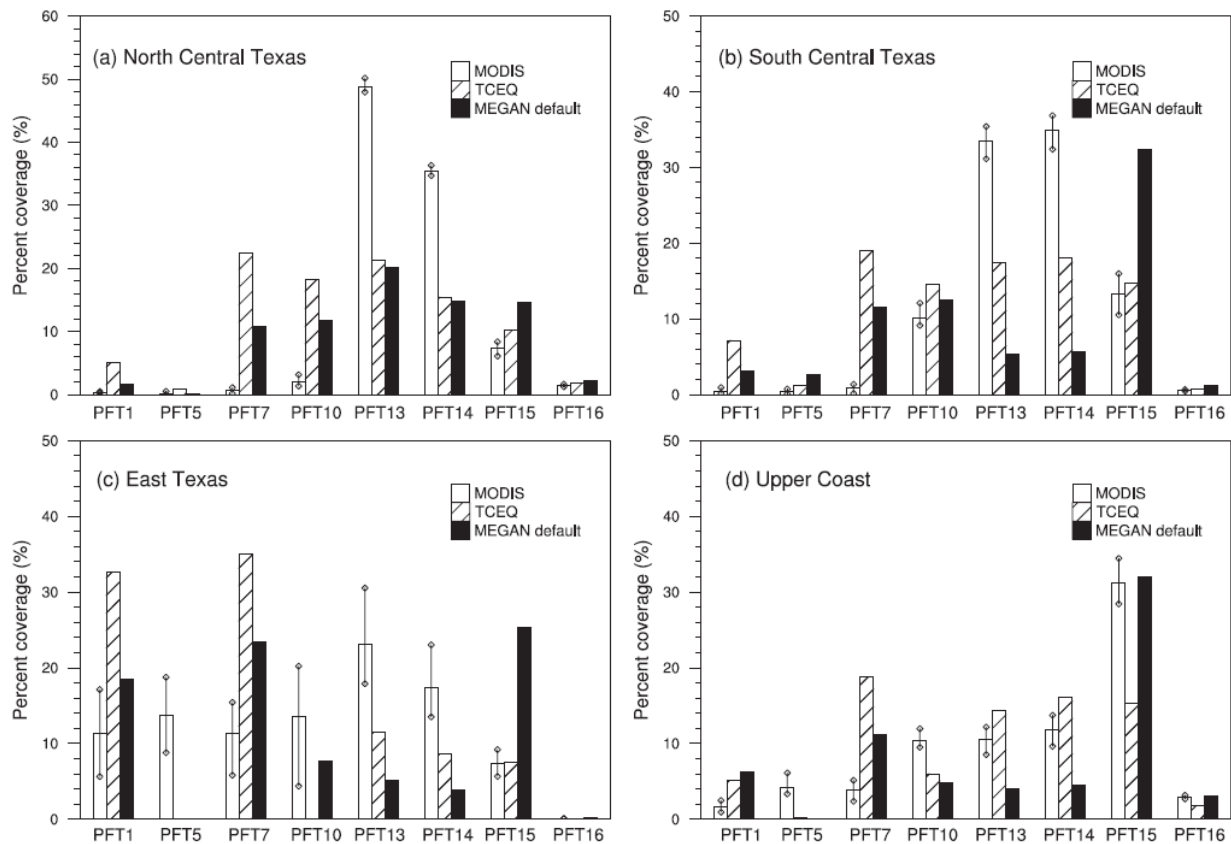 (a) North Central Texas
MODIS
TCEQ
MEGAN default
Percent coverage (%)
60
50
40
30
20
10
0
PFT1 PFT5 PFT7 PFT10 PFT13 PFT14 PFT15 PFT16
(b) South Central Texas
MODIS
TCEQ
MEGAN default
Percent coverage (%)
50
40
30
20
10
0
PFT1 PFT5 PFT7 PFT10 PFT13 PFT14 PFT15 PFT16
(c) East Texas
MODIS
TCEQ
MEGAN default
Percent coverage (%)
50
40
30
20
10
0
PFT1 PFT5 PFT7 PFT10 PFT13 PFT14 PFT15 PFT16
(d) Upper Coast
MODIS
TCEQ
MEGAN default
Percent coverage (%)
50
40
30
20
10
0
PFT1 PFT5 PFT7 PFT10 PFT13 PFT14 PFT15 PFT16